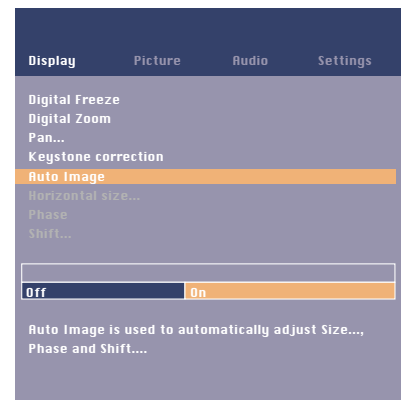 Display Picture Audio Settings
Digital Freeze
Digital Zoom
Pan...
Keystone correction
Auto Image
Horizontal size...
Phase
Shift...
Off On
Auto Image is used to automatically adjust Size...,
Phase and Shift....